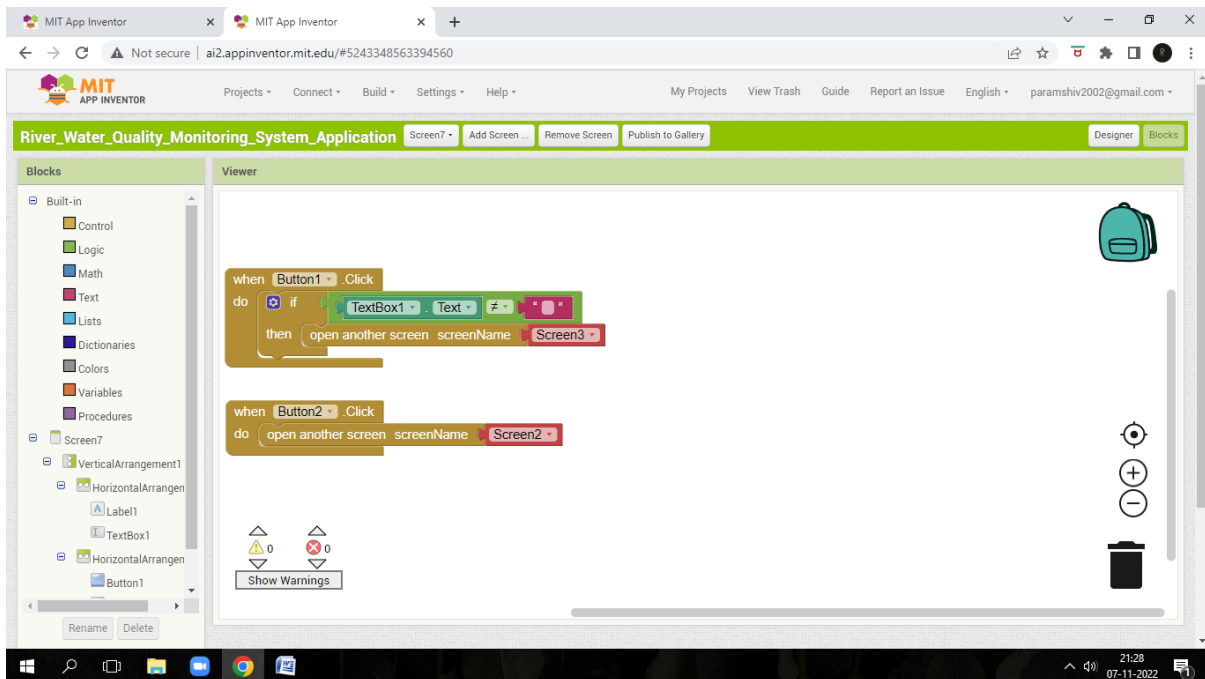 MIT App Inventor
MIT App Inventor
Not secure
ai2.appinventor.mit.edu/#5243348563394560
MIT
APP INVENTOR
Projects
Connect
Build
Settings
Help
My Projects
View Trash
Guide
Report an Issue
English
paramshiv2002@gmail.com
River_Water_Quality_Monitoring_System_Application
Screen7
Add Screen ...
Remove Screen
Publish to Gallery
Designer
Blocks
Blocks
Viewer
Built-in
Control
Logic
Math
Text
Lists
Dictionaries
Colors
Variables
Procedures
Screen7
VerticalArrangement1
HorizontalArrangen
Label1
TextBox1
HorizontalArrangen
Button1
Rename
Delete
when Button1 .Click
do if TextBox1 . Text ≠ " "
then open another screen screenName Screen3
when Button2 .Click
do open another screen screenName Screen2
0
0
Show Warnings
21:28
07-11-2022
1